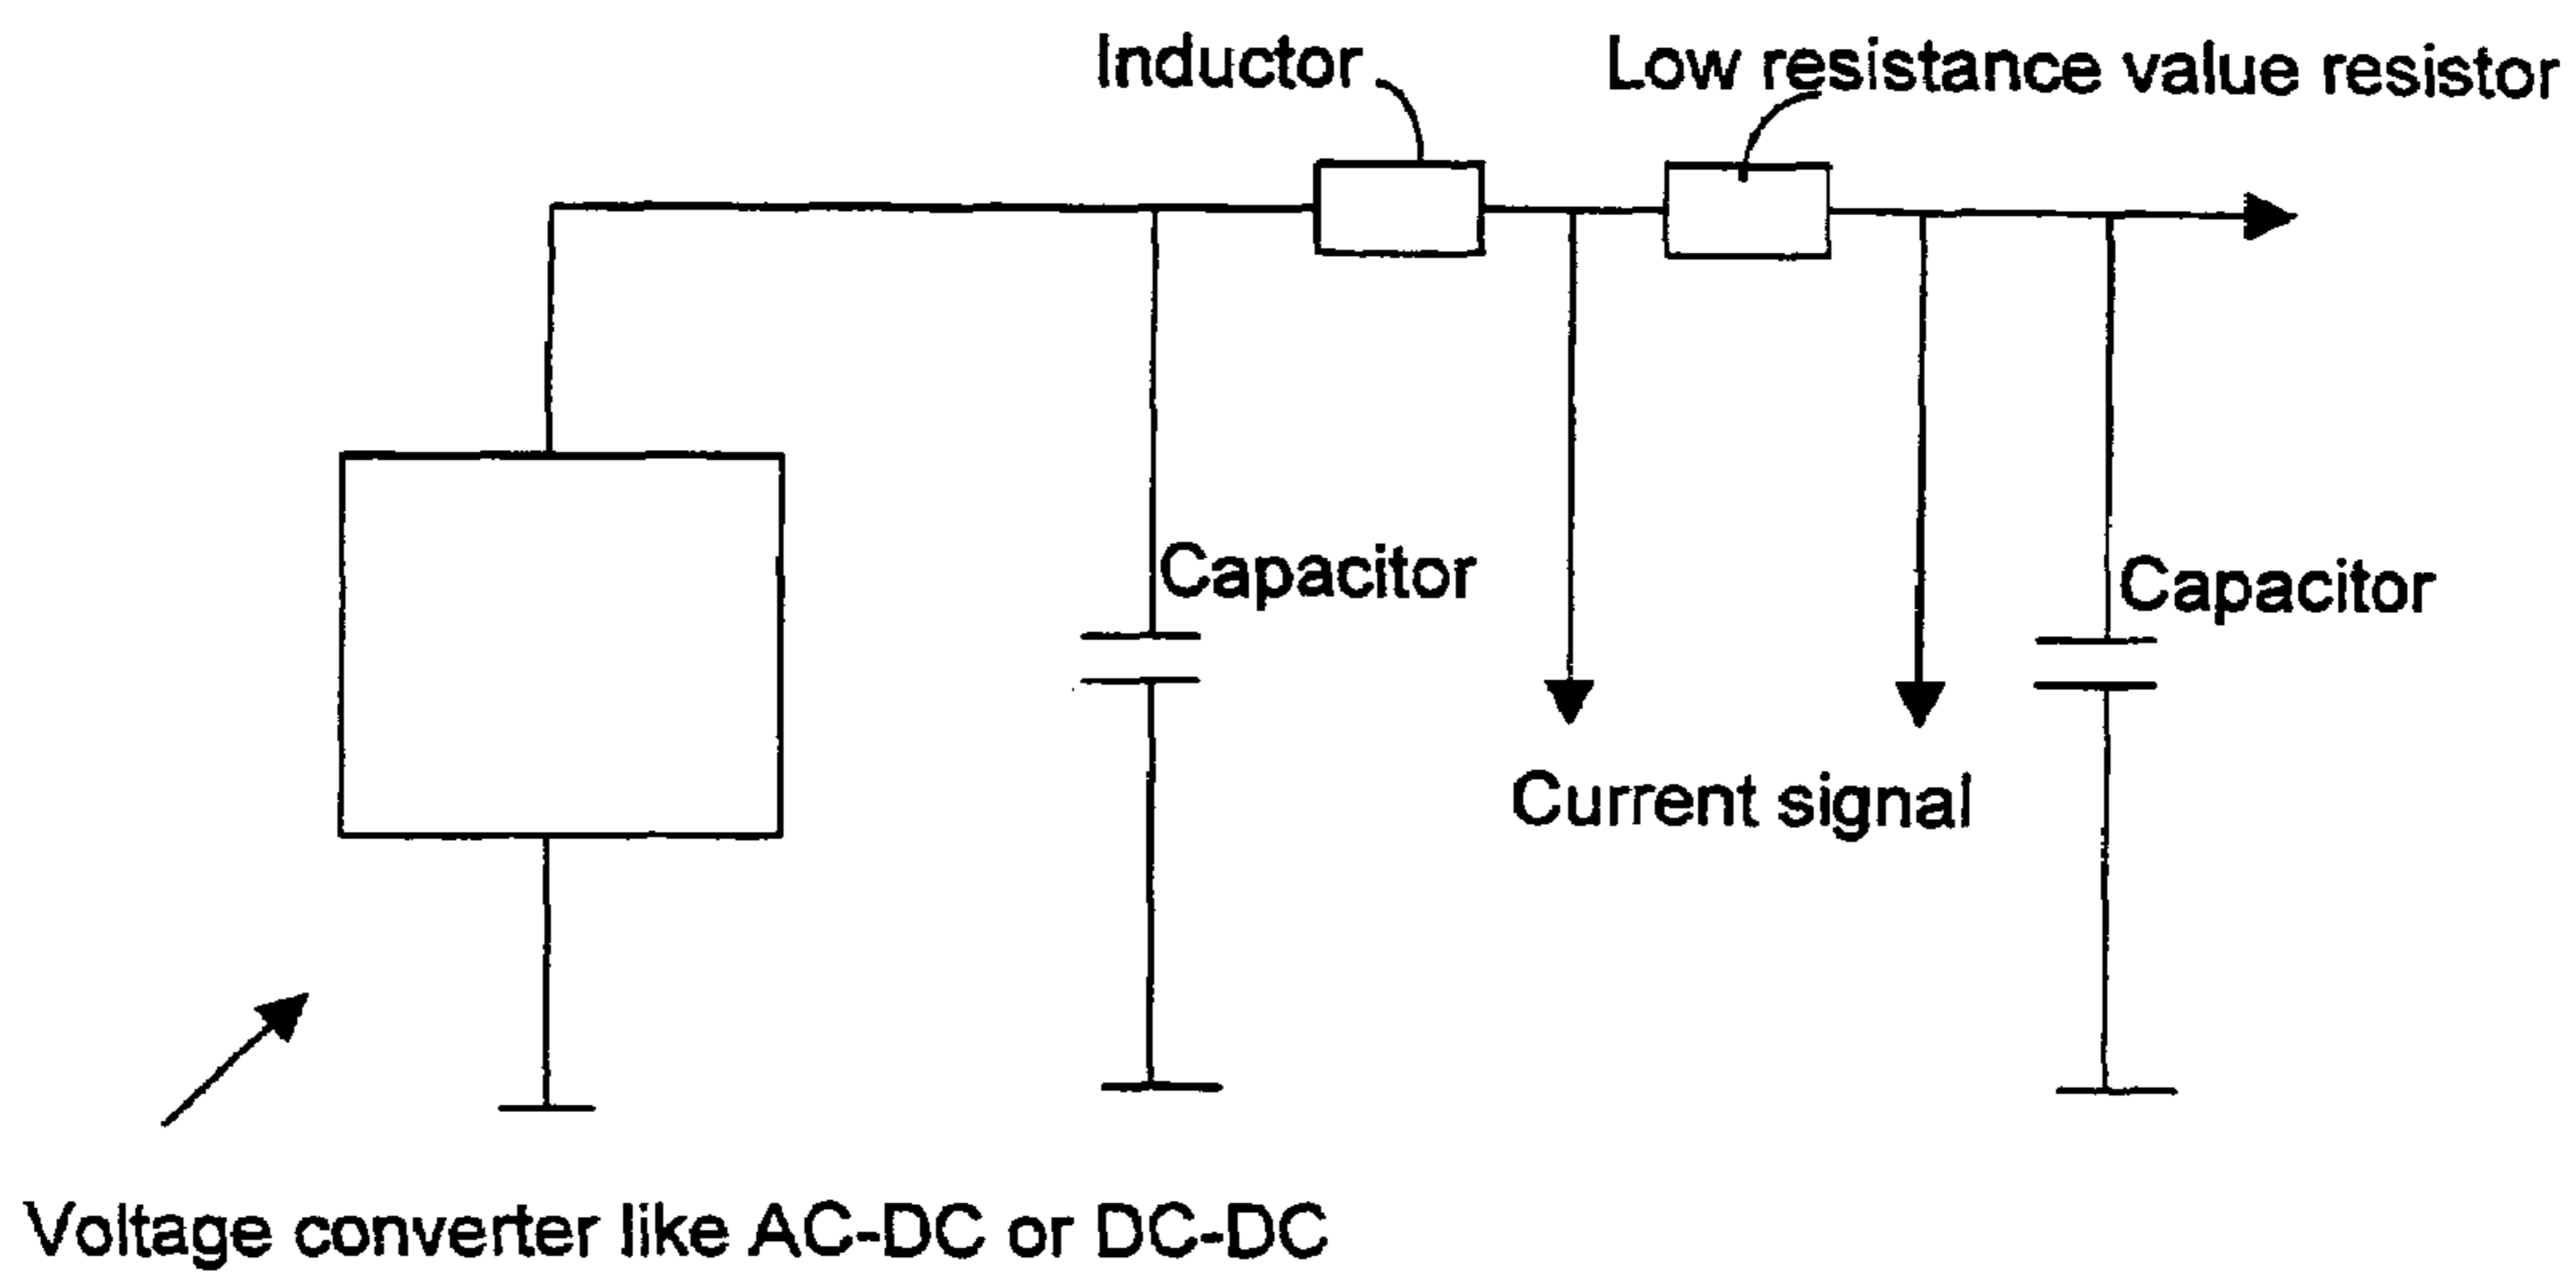 Inductor
Low resistance value resistor
Capacitor
Capacitor
Current signal
Voltage converter like AC-DC or DC-DC